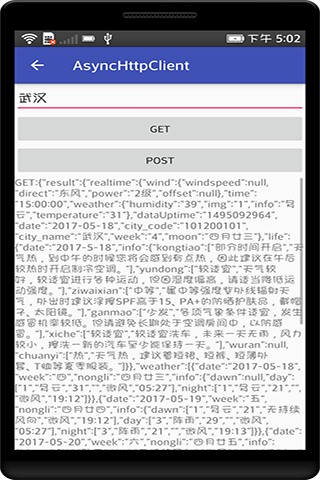 下午 5:02
AsyncHttpClient
武汉
GET
POST
GET:{"result":{"realtime":{"wind":{"windspeed":null,
"direct":"东风","power":"2级","offset":null},"time":
"15:00:00","weather":{"humidity":"39","img":"1","info":"多
云","temperature":"31"},"dataUptime":"1495092964",
"date":"2017-05-18","city_code":"101200101",
"city_name":"武汉","week":"4","moon":"四月廿三"},"life":
{"date":"2017-5-18","info":{"kongtiao":["部分时间开启","天
气热，到中午的时候您将会感到有点热，因此建议在午后
较热时开启制冷空调。"],"yundong":["较适宜","天气较
好，较适宜进行各种运动，但因湿度偏高，请适当降低运
动强度。"],"ziwaixian":["中等","属中等强度紫外线辐射天
气，外出时建议涂擦SPF高于15、PA+的防晒护肤品，戴帽
子、太阳镜。"],"ganmao":["少发","各项气象条件适宜，发生
感冒机率较低。但请避免长期处于空调房间中，以防感
冒。"],"xiche":["较适宜","较适宜洗车，未来一天无雨，风力
较小，擦洗一新的汽车至少能保持一天。"],"wuran":null,
"chuanyi":["热","天气热，建议着短裙、短裤、短薄外
套、T恤等夏季服装。"]}},"weather":[{"date":"2017-05-18",
"week":"四","nongli":"四月廿三","info":{"dawn":null,"day":
["1","多云","31","","微风","05:27"],"night":["1","多云","21","",
"微风","19:12"]}},{"date":"2017-05-19","week":"五",
"nongli":"四月廿四","info":{"dawn":["1","多云","21","无持续
风向","微风","19:12"],"day":["3","阵雨","29","","微风",
"05:27"],"night":["3","阵雨","21","","微风","19:13"]}},{"date":
"2017-05-20","week":"六","nongli":"四月廿五","info":